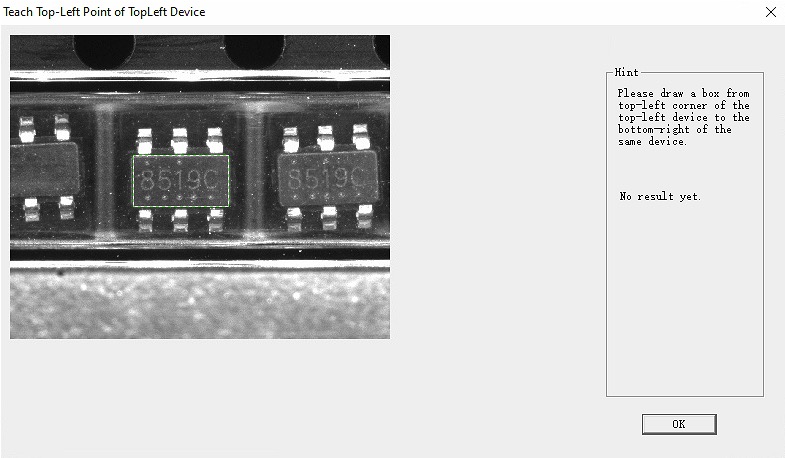 Teach Top-Left Point of TopLeft Device
Hint
Please draw a box from
top-left corner of the
top-left device to the
bottom-right of the
same device.
No result yet.
8519C
8519C
OK